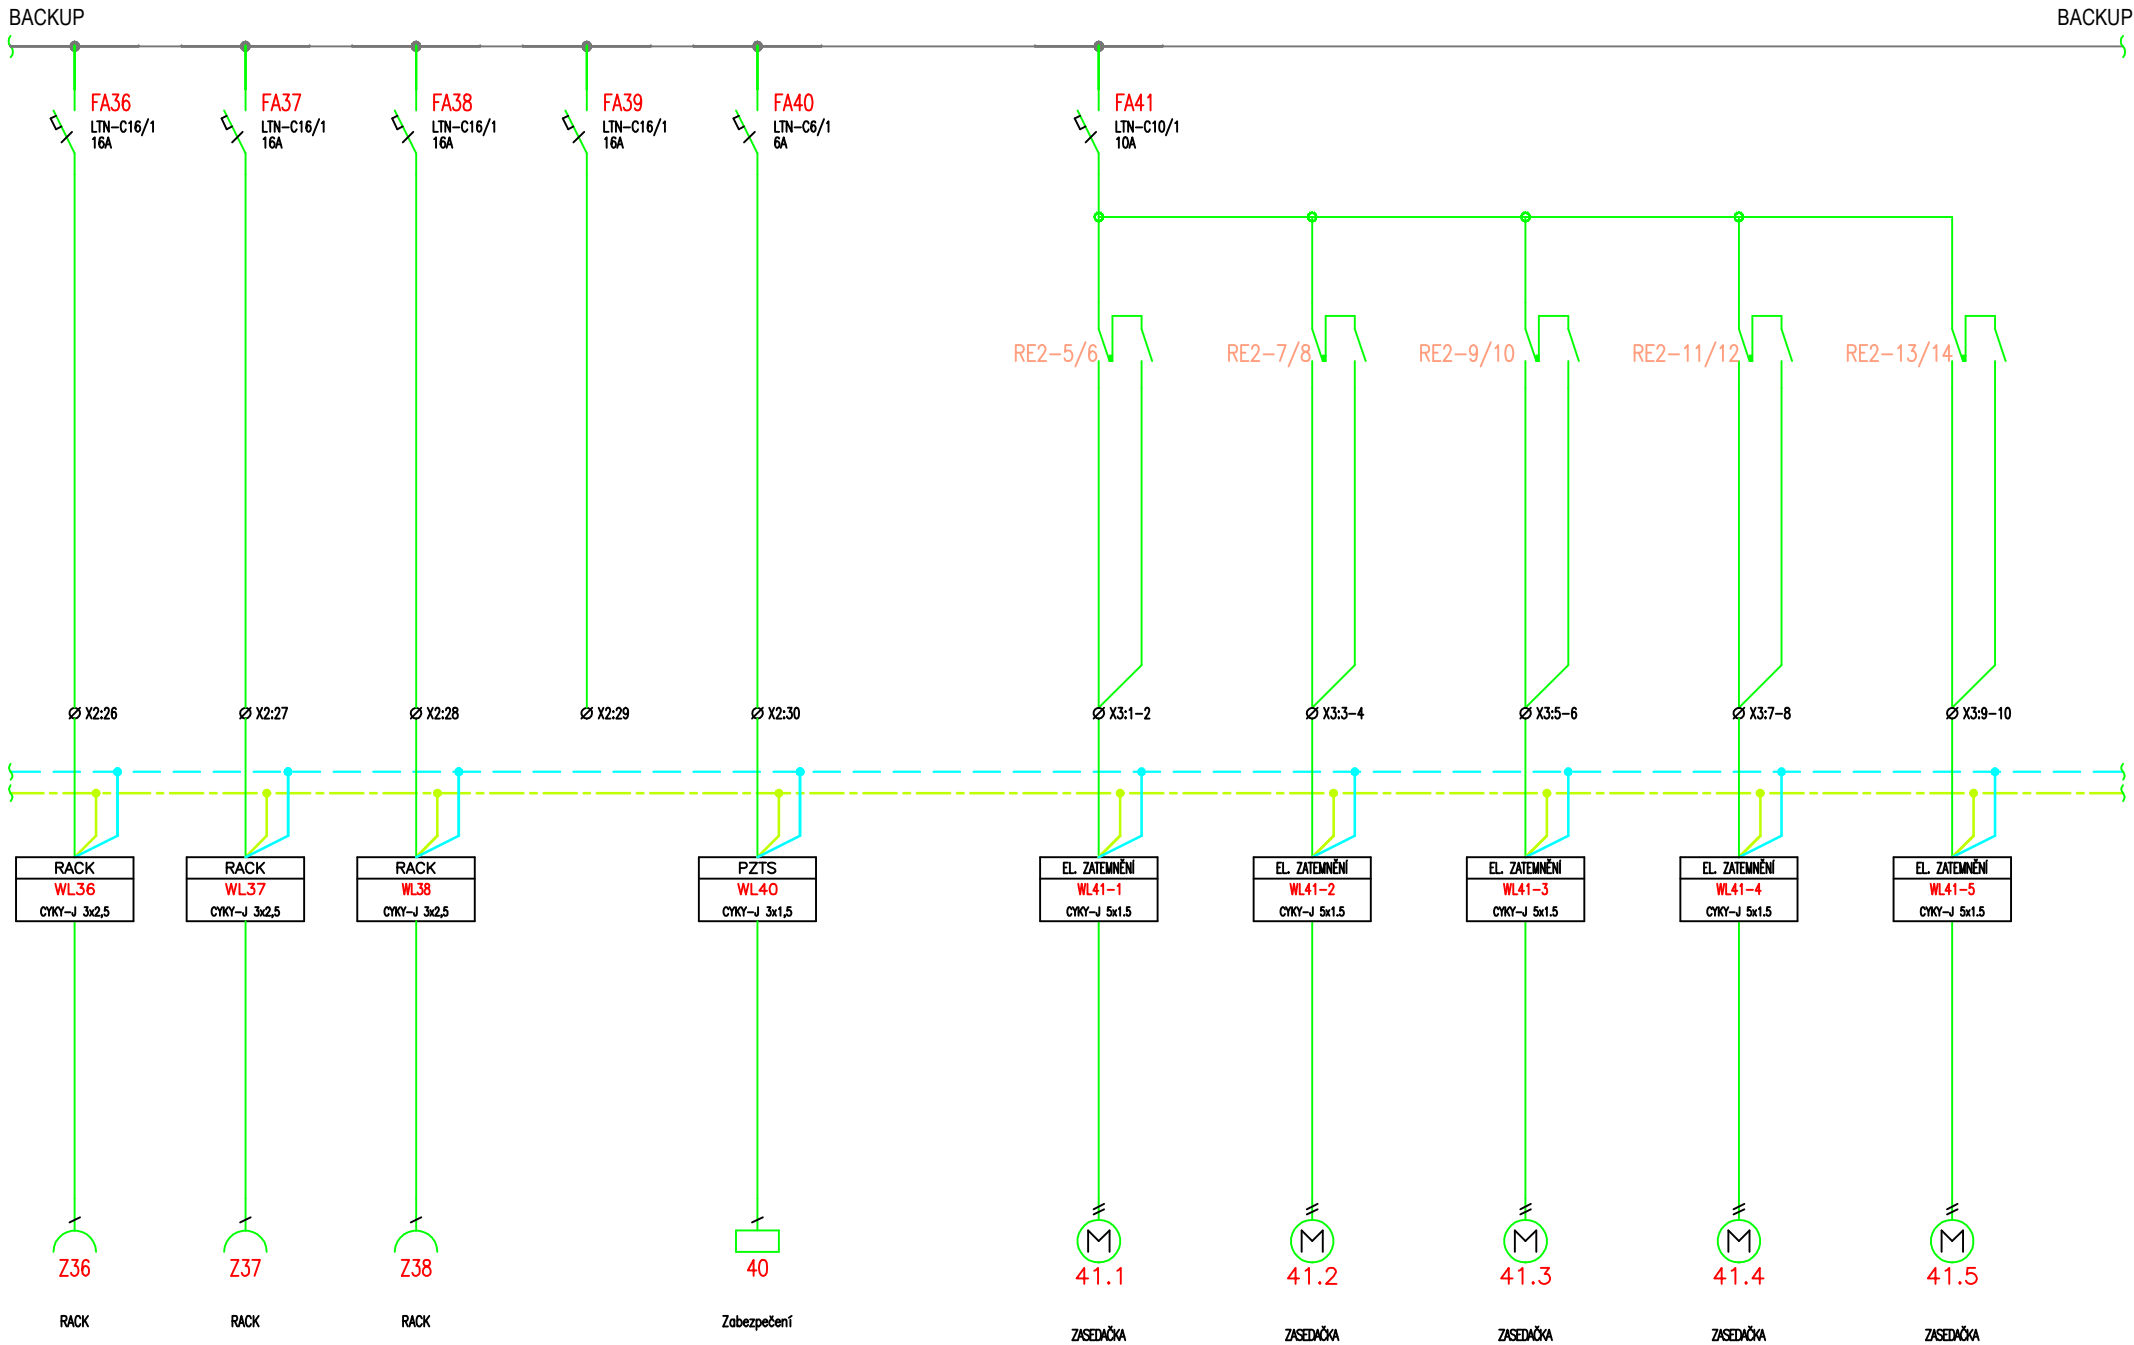 BACKUP
BACKUP
FA36
LTN-C16/1
16A
FA37
LTN-C16/1
16A
FA38
LTN-C16/1
16A
FA39
LTN-C16/1
16A
FA40
LTN-C6/1
6A
FA41
LTN-C10/1
10A
RE2-5/6
RE2-7/8
RE2-9/10
RE2-11/12
RE2-13/14
X2:26
X2:27
X2:28
X2:29
X2:30
X3:1-2
X3:3-4
X3:5-6
X3:7-8
X3:9-10
RACK
WL36
CYKY-J 3x2,5
RACK
WL37
CYKY-J 3x2,5
RACK
WL38
CYKY-J 3x2,5
PZTS
WL40
CYKY-J 3x1,5
EL. ZATEMNĚNÍ
WL41-1
CYKY-J 5x1.5
EL. ZATEMNĚNÍ
WL41-2
CYKY-J 5x1.5
EL. ZATEMNĚNÍ
WL41-3
CYKY-J 5x1.5
EL. ZATEMNĚNÍ
WL41-4
CYKY-J 5x1.5
EL. ZATEMNĚNÍ
WL41-5
CYKY-J 5x1.5
M
M
M
M
M
Z36
Z37
Z38
40
41.1
41.2
41.3
41.4
41.5
RACK
RACK
RACK
Zabezpečení
ZASEDAČKA
ZASEDAČKA
ZASEDAČKA
ZASEDAČKA
ZASEDAČKA